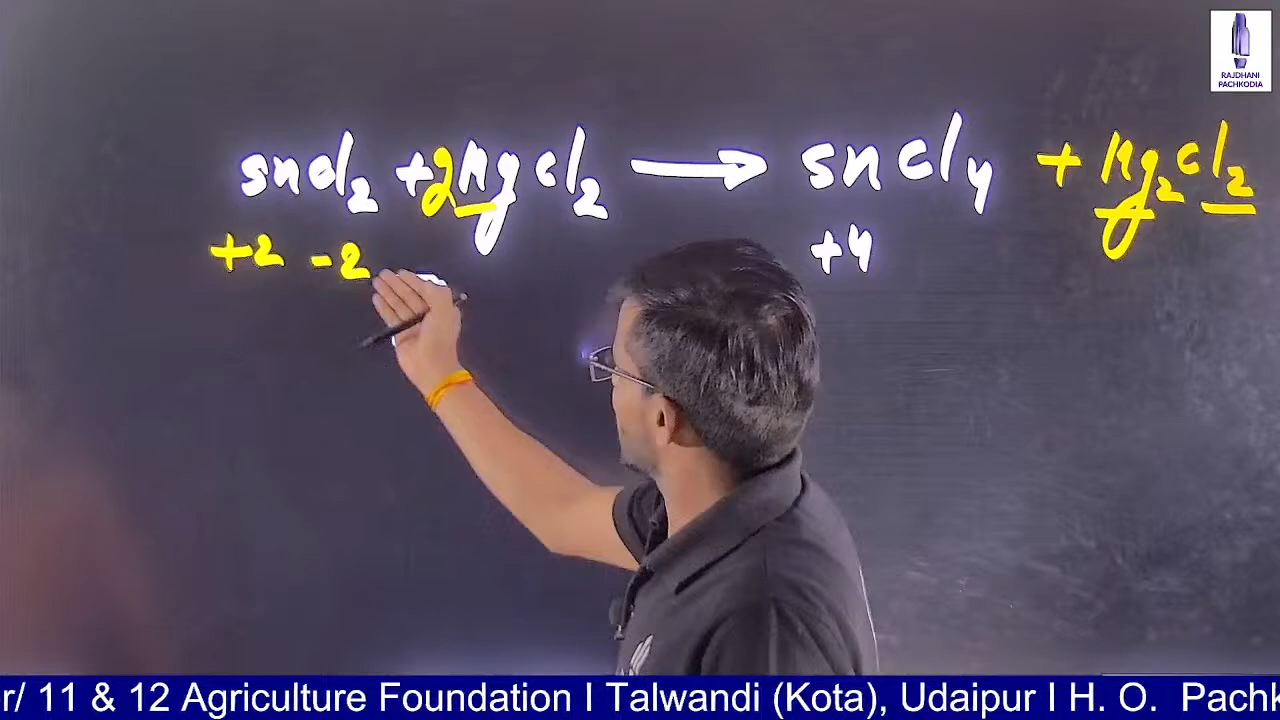 RAJDHANI
PACHKODIA
sncl₂ + 2Hgcl₂ ⟶ sncl₄ + Hg₂cl₂
+2 -2 +4
r/ 11 & 12 Agriculture Foundation I Talwandi (Kota), Udaipur I H. O. Pachk